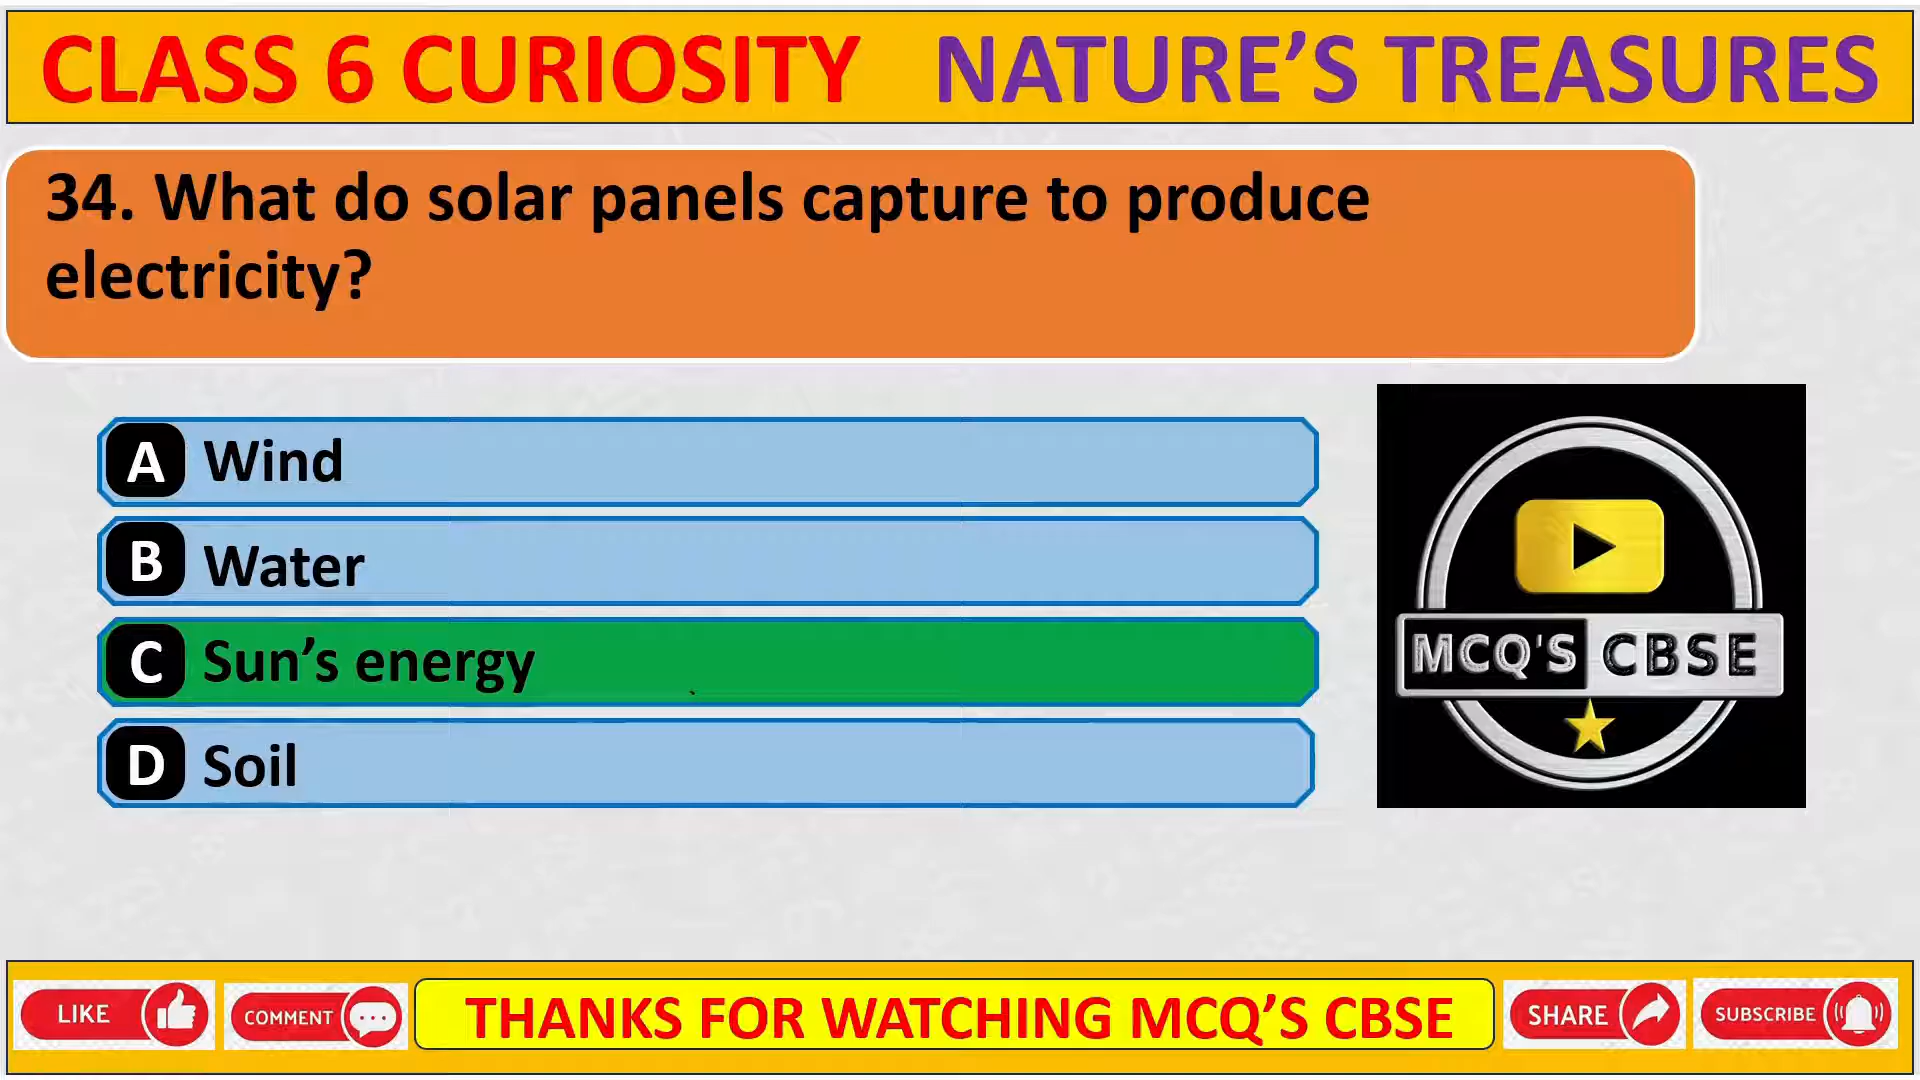 CLASS 6 CURIOSITY NATURE’S TREASURES
34. What do solar panels capture to produce
electricity?
A Wind
B Water
C Sun’s energy
D Soil
MCQ'S CBSE
LIKE COMMENT THANKS FOR WATCHING MCQ’S CBSE SHARE SUBSCRIBE